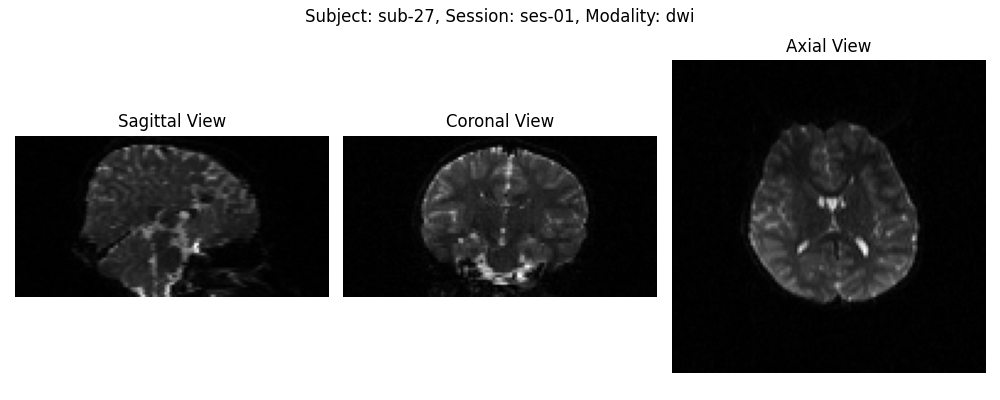 Subject: sub-27, Session: ses-01, Modality: dwi
Axial View
Sagittal View
Coronal View